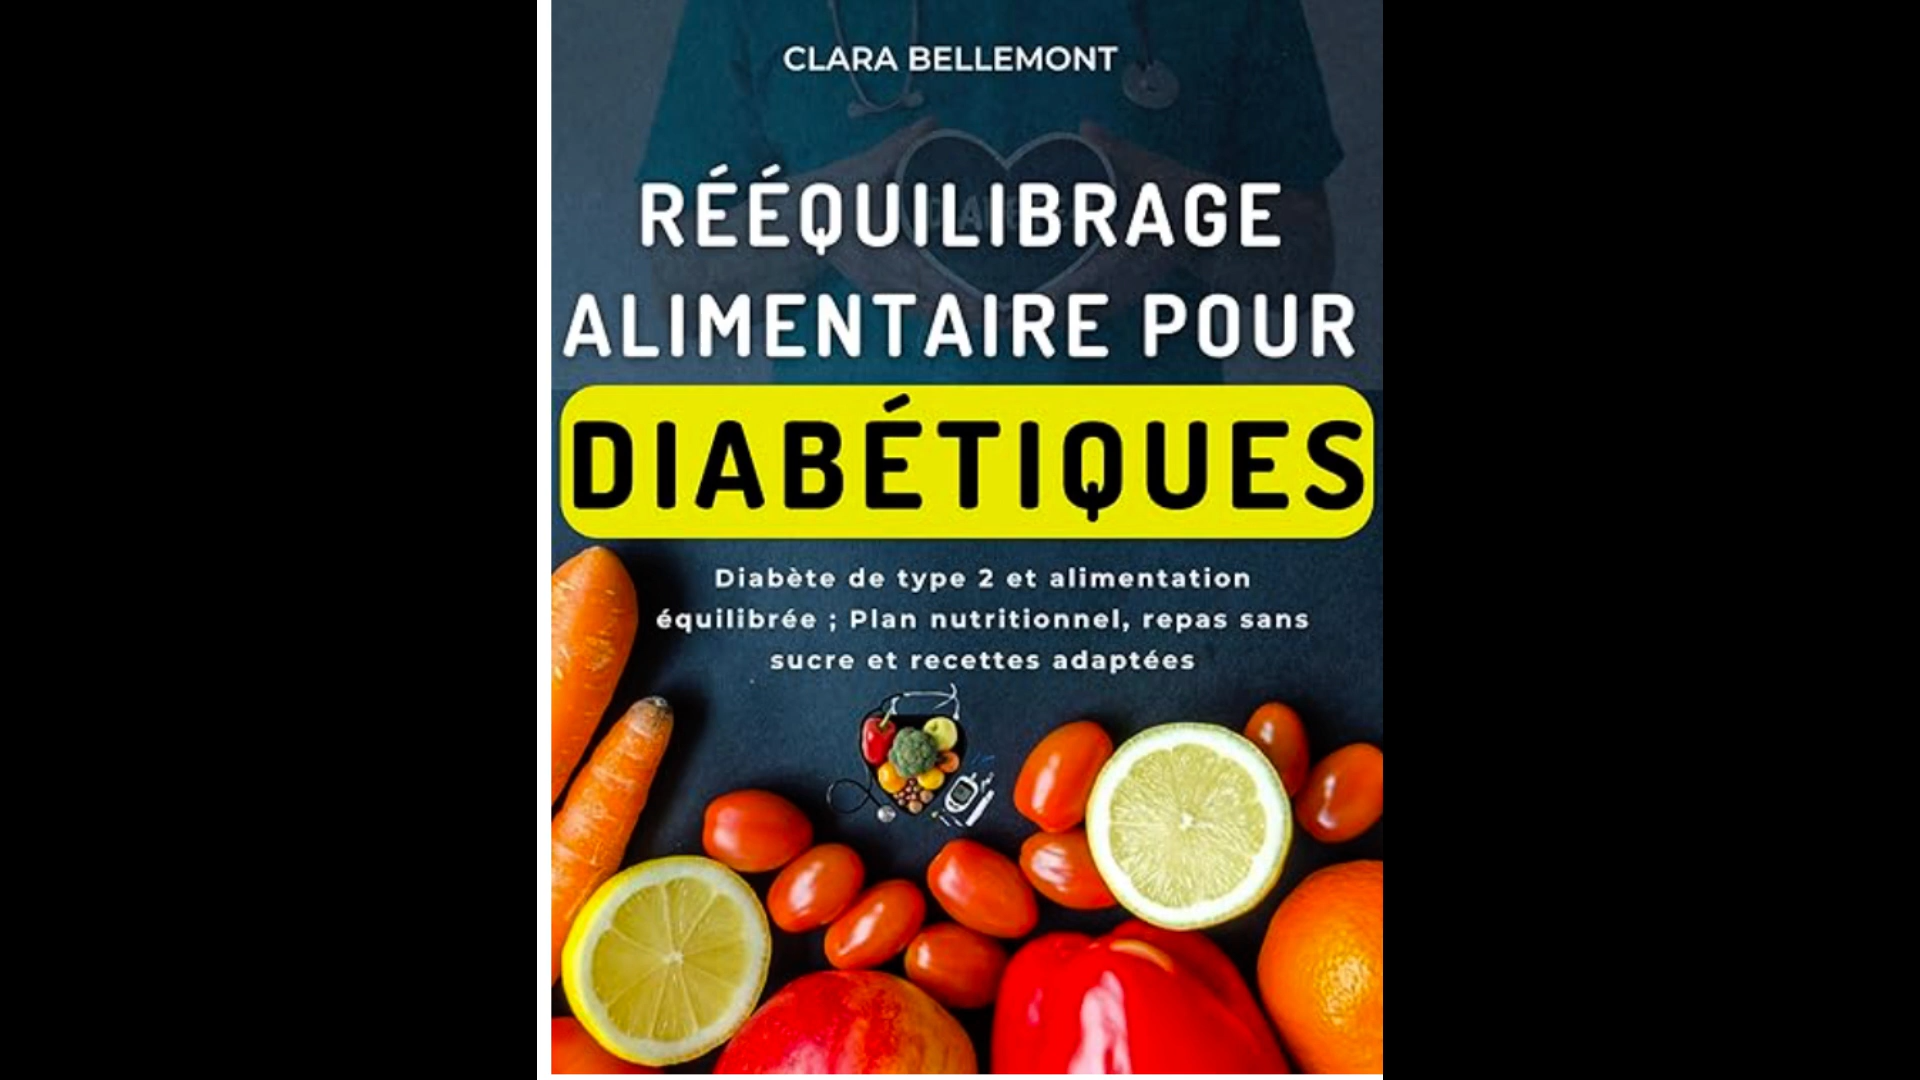 CLARA BELLEMONT
RÉÉQUILIBRAGE
ALIMENTAIRE POUR
DIABÉTIQUES
Diabète de type 2 et alimentation
équilibrée ; Plan nutritionnel, repas sans
sucre et recettes adaptées